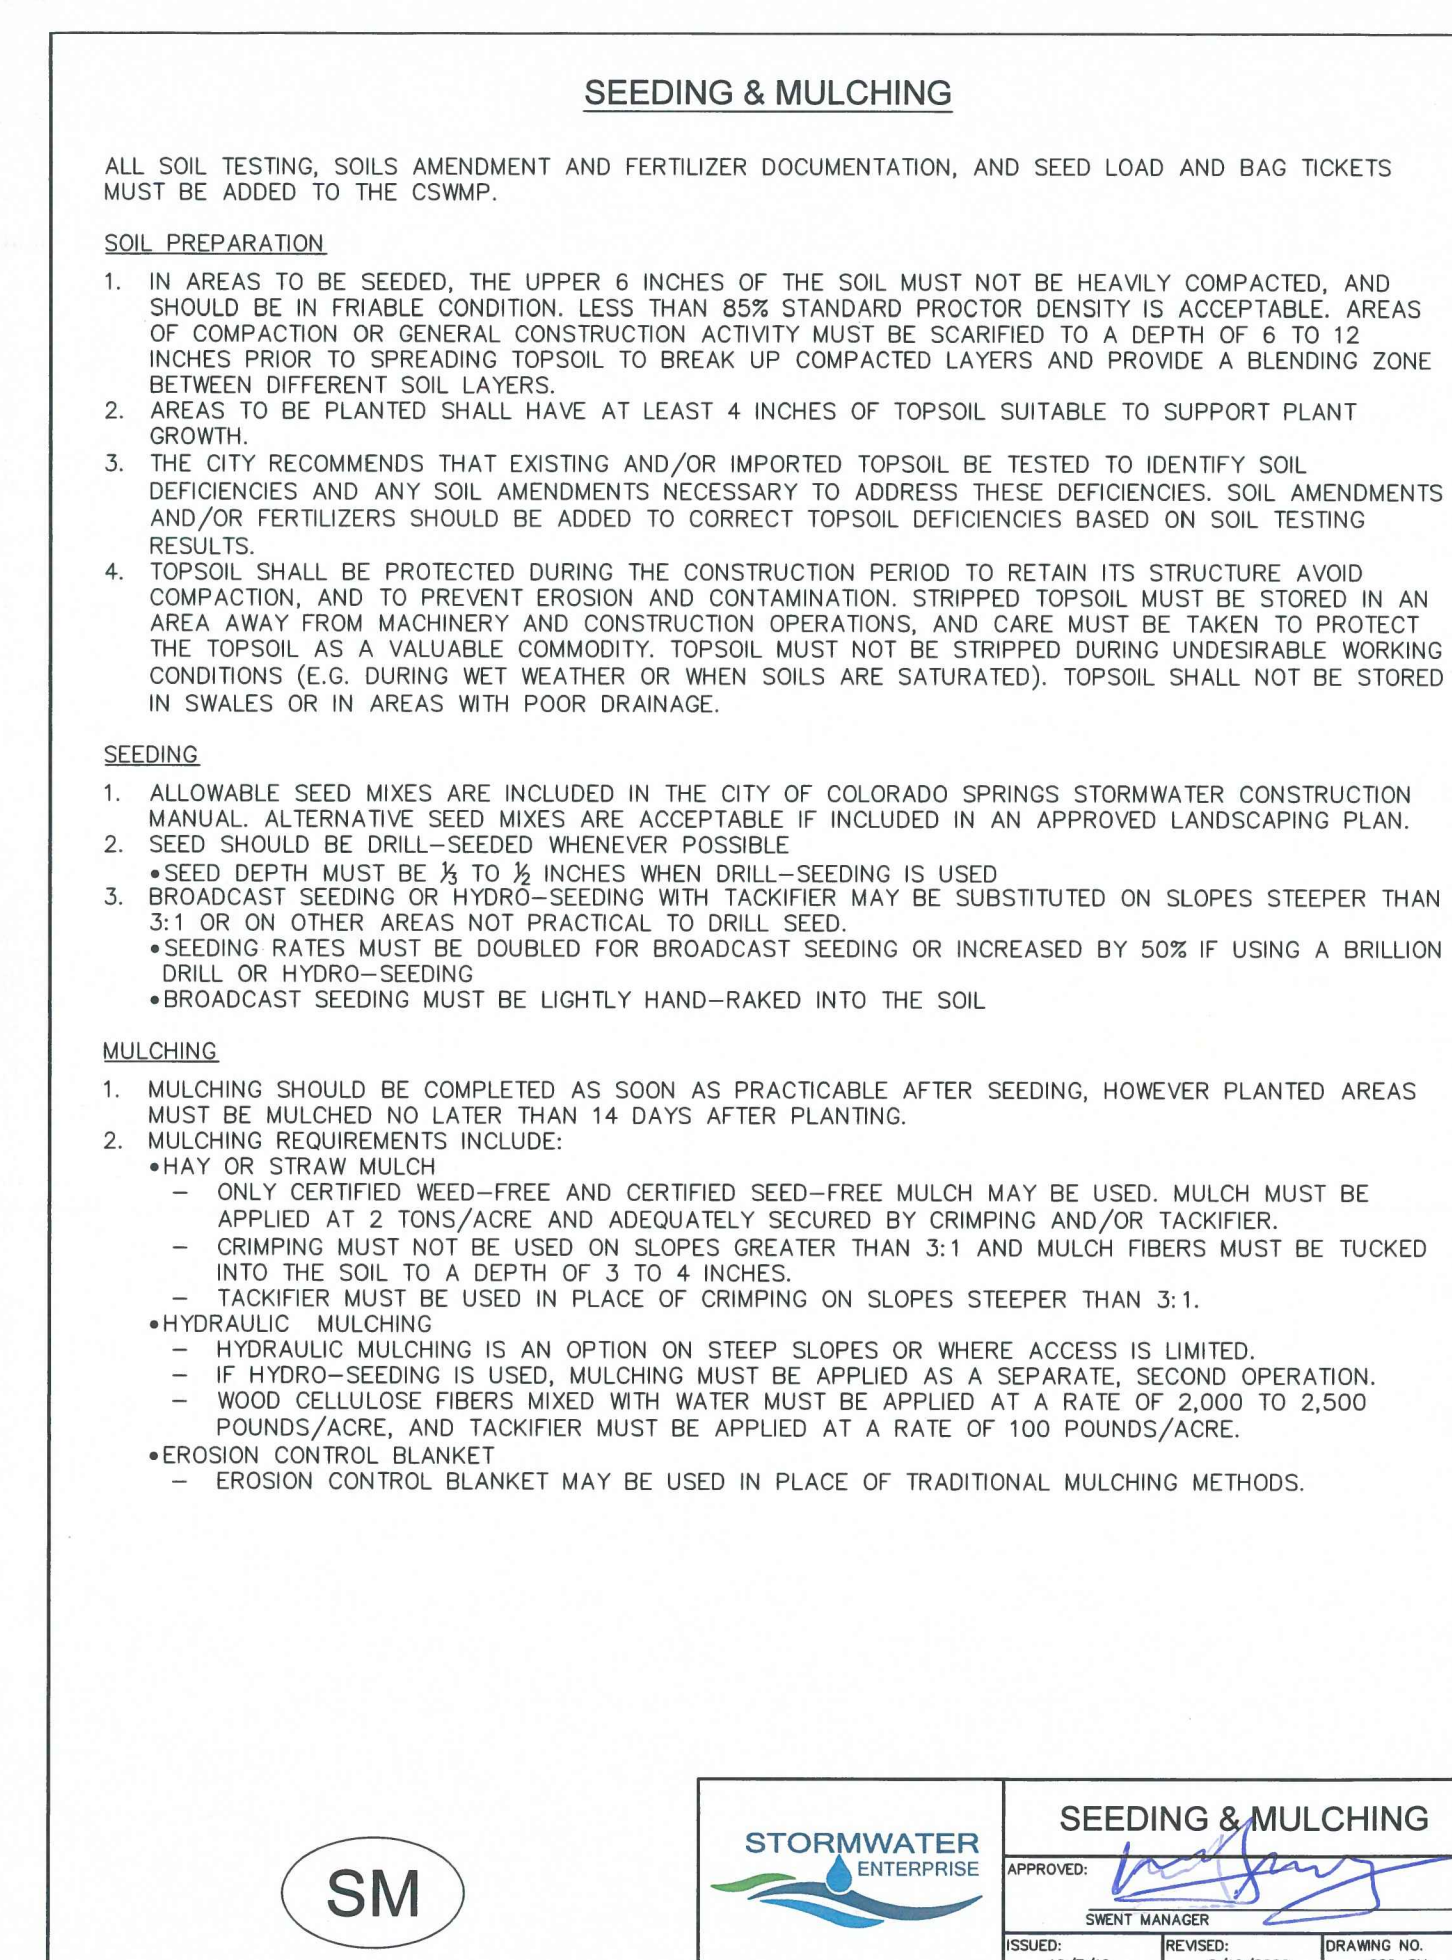 SEEDING & MULCHING
ALL SOIL TESTING, SOILS AMENDMENT AND FERTILIZER DOCUMENTATION, AND SEED LOAD AND BAG TICKETS
MUST BE ADDED TO THE CSWMP.
SOIL PREPARATION
1. IN AREAS TO BE SEEDED, THE UPPER 6 INCHES OF THE SOIL MUST NOT BE HEAVILY COMPACTED, AND
SHOULD BE IN FRIABLE CONDITION. LESS THAN 85% STANDARD PROCTOR DENSITY IS ACCEPTABLE. AREAS
OF COMPACTION OR GENERAL CONSTRUCTION ACTIVITY MUST BE SCARIFIED TO A DEPTH OF 6 TO 12
INCHES PRIOR TO SPREADING TOPSOIL TO BREAK UP COMPACTED LAYERS AND PROVIDE A BLENDING ZONE
BETWEEN DIFFERENT SOIL LAYERS.
2. AREAS TO BE PLANTED SHALL HAVE AT LEAST 4 INCHES OF TOPSOIL SUITABLE TO SUPPORT PLANT
GROWTH.
3. THE CITY RECOMMENDS THAT EXISTING AND/OR IMPORTED TOPSOIL BE TESTED TO IDENTIFY SOIL
DEFICIENCIES AND ANY SOIL AMENDMENTS NECESSARY TO ADDRESS THESE DEFICIENCIES. SOIL AMENDMENTS
AND/OR FERTILIZERS SHOULD BE ADDED TO CORRECT TOPSOIL DEFICIENCIES BASED ON SOIL TESTING
RESULTS.
4. TOPSOIL SHALL BE PROTECTED DURING THE CONSTRUCTION PERIOD TO RETAIN ITS STRUCTURE AVOID
COMPACTION, AND TO PREVENT EROSION AND CONTAMINATION. STRIPPED TOPSOIL MUST BE STORED IN AN
AREA AWAY FROM MACHINERY AND CONSTRUCTION OPERATIONS, AND CARE MUST BE TAKEN TO PROTECT
THE TOPSOIL AS A VALUABLE COMMODITY. TOPSOIL MUST NOT BE STRIPPED DURING UNDESIRABLE WORKING
CONDITIONS (E.G. DURING WET WEATHER OR WHEN SOILS ARE SATURATED). TOPSOIL SHALL NOT BE STORED
IN SWALES OR IN AREAS WITH POOR DRAINAGE.
SEEDING
1. ALLOWABLE SEED MIXES ARE INCLUDED IN THE CITY OF COLORADO SPRINGS STORMWATER CONSTRUCTION
MANUAL. ALTERNATIVE SEED MIXES ARE ACCEPTABLE IF INCLUDED IN AN APPROVED LANDSCAPING PLAN.
2. SEED SHOULD BE DRILL–SEEDED WHENEVER POSSIBLE
•SEED DEPTH MUST BE ⅓ TO ½ INCHES WHEN DRILL–SEEDING IS USED
3. BROADCAST SEEDING OR HYDRO–SEEDING WITH TACKIFIER MAY BE SUBSTITUTED ON SLOPES STEEPER THAN
3:1 OR ON OTHER AREAS NOT PRACTICAL TO DRILL SEED.
•SEEDING RATES MUST BE DOUBLED FOR BROADCAST SEEDING OR INCREASED BY 50% IF USING A BRILLION
DRILL OR HYDRO–SEEDING
•BROADCAST SEEDING MUST BE LIGHTLY HAND–RAKED INTO THE SOIL
MULCHING
1. MULCHING SHOULD BE COMPLETED AS SOON AS PRACTICABLE AFTER SEEDING, HOWEVER PLANTED AREAS
MUST BE MULCHED NO LATER THAN 14 DAYS AFTER PLANTING.
2. MULCHING REQUIREMENTS INCLUDE:
•HAY OR STRAW MULCH
– ONLY CERTIFIED WEED–FREE AND CERTIFIED SEED–FREE MULCH MAY BE USED. MULCH MUST BE
APPLIED AT 2 TONS/ACRE AND ADEQUATELY SECURED BY CRIMPING AND/OR TACKIFIER.
– CRIMPING MUST NOT BE USED ON SLOPES GREATER THAN 3:1 AND MULCH FIBERS MUST BE TUCKED
INTO THE SOIL TO A DEPTH OF 3 TO 4 INCHES.
– TACKIFIER MUST BE USED IN PLACE OF CRIMPING ON SLOPES STEEPER THAN 3:1.
•HYDRAULIC MULCHING
– HYDRAULIC MULCHING IS AN OPTION ON STEEP SLOPES OR WHERE ACCESS IS LIMITED.
– IF HYDRO–SEEDING IS USED, MULCHING MUST BE APPLIED AS A SEPARATE, SECOND OPERATION.
– WOOD CELLULOSE FIBERS MIXED WITH WATER MUST BE APPLIED AT A RATE OF 2,000 TO 2,500
POUNDS/ACRE, AND TACKIFIER MUST BE APPLIED AT A RATE OF 100 POUNDS/ACRE.
•EROSION CONTROL BLANKET
– EROSION CONTROL BLANKET MAY BE USED IN PLACE OF TRADITIONAL MULCHING METHODS.
SM
STORMWATER
ENTERPRISE
SEEDING & MULCHING
APPROVED:
SWENT MANAGER
ISSUED:
REVISED:
DRAWING NO.